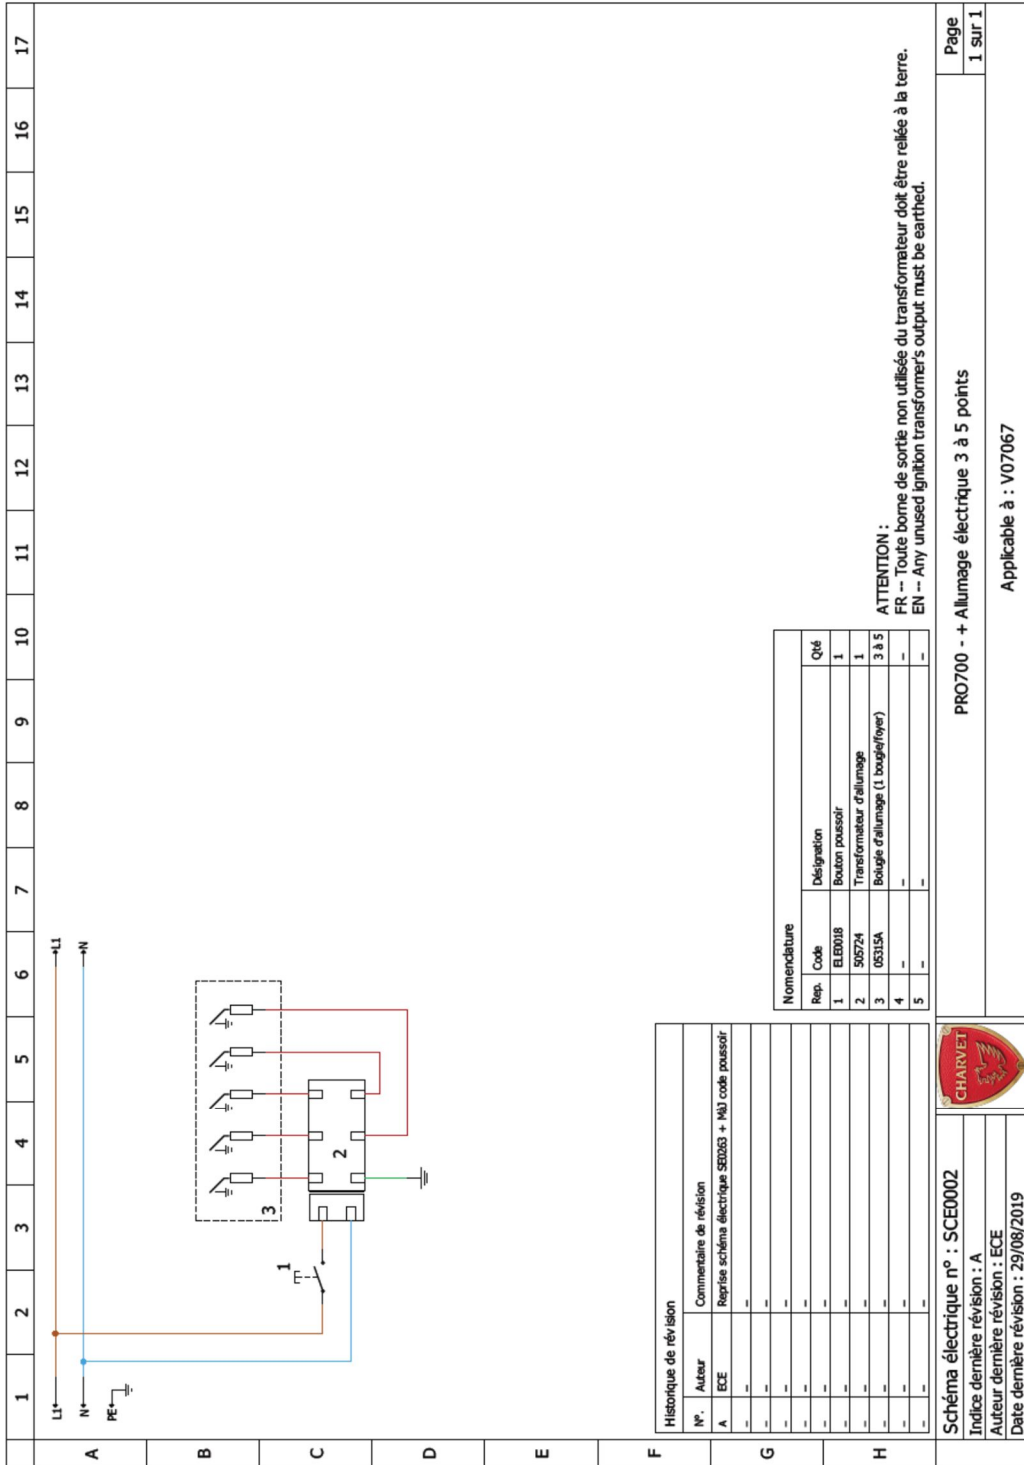 1 2 3 4 5 6 7 8 9 10 11 12 13 14 15 16 17
A
B
C
D
E
F
G
H
L1 L1
N N
PE
1
2
3
Historique de révision
N°. Auteur Commentaire de révision
A ECE Reprise schéma électrique SE0263 + MàJ code poussoir
– – –
– – –
– – –
– – –
– – –
– – –
– – –
– – –
– – –
– – –
Nomenclature
Rep. Code Désignation Qté
1 ELE0018 Bouton poussoir 1
2 505724 Transformateur d'allumage 1
3 05315A Boiugie d'allumage (1 bougie/foyer) 3 à 5
4 – – –
5 – – –
ATTENTION :
FR -- Toute borne de sortie non utilisée du transformateur doit être reliée à la terre.
EN -- Any unused ignition transformer's output must be earthed.
Schéma électrique n° : SCE0002
Indice dernière révision : A
Auteur dernière révision : ECE
Date dernière révision : 29/08/2019
CHARVET
PRO700 - + Allumage électrique 3 à 5 points
Applicable à : V07067
Page
1 sur 1